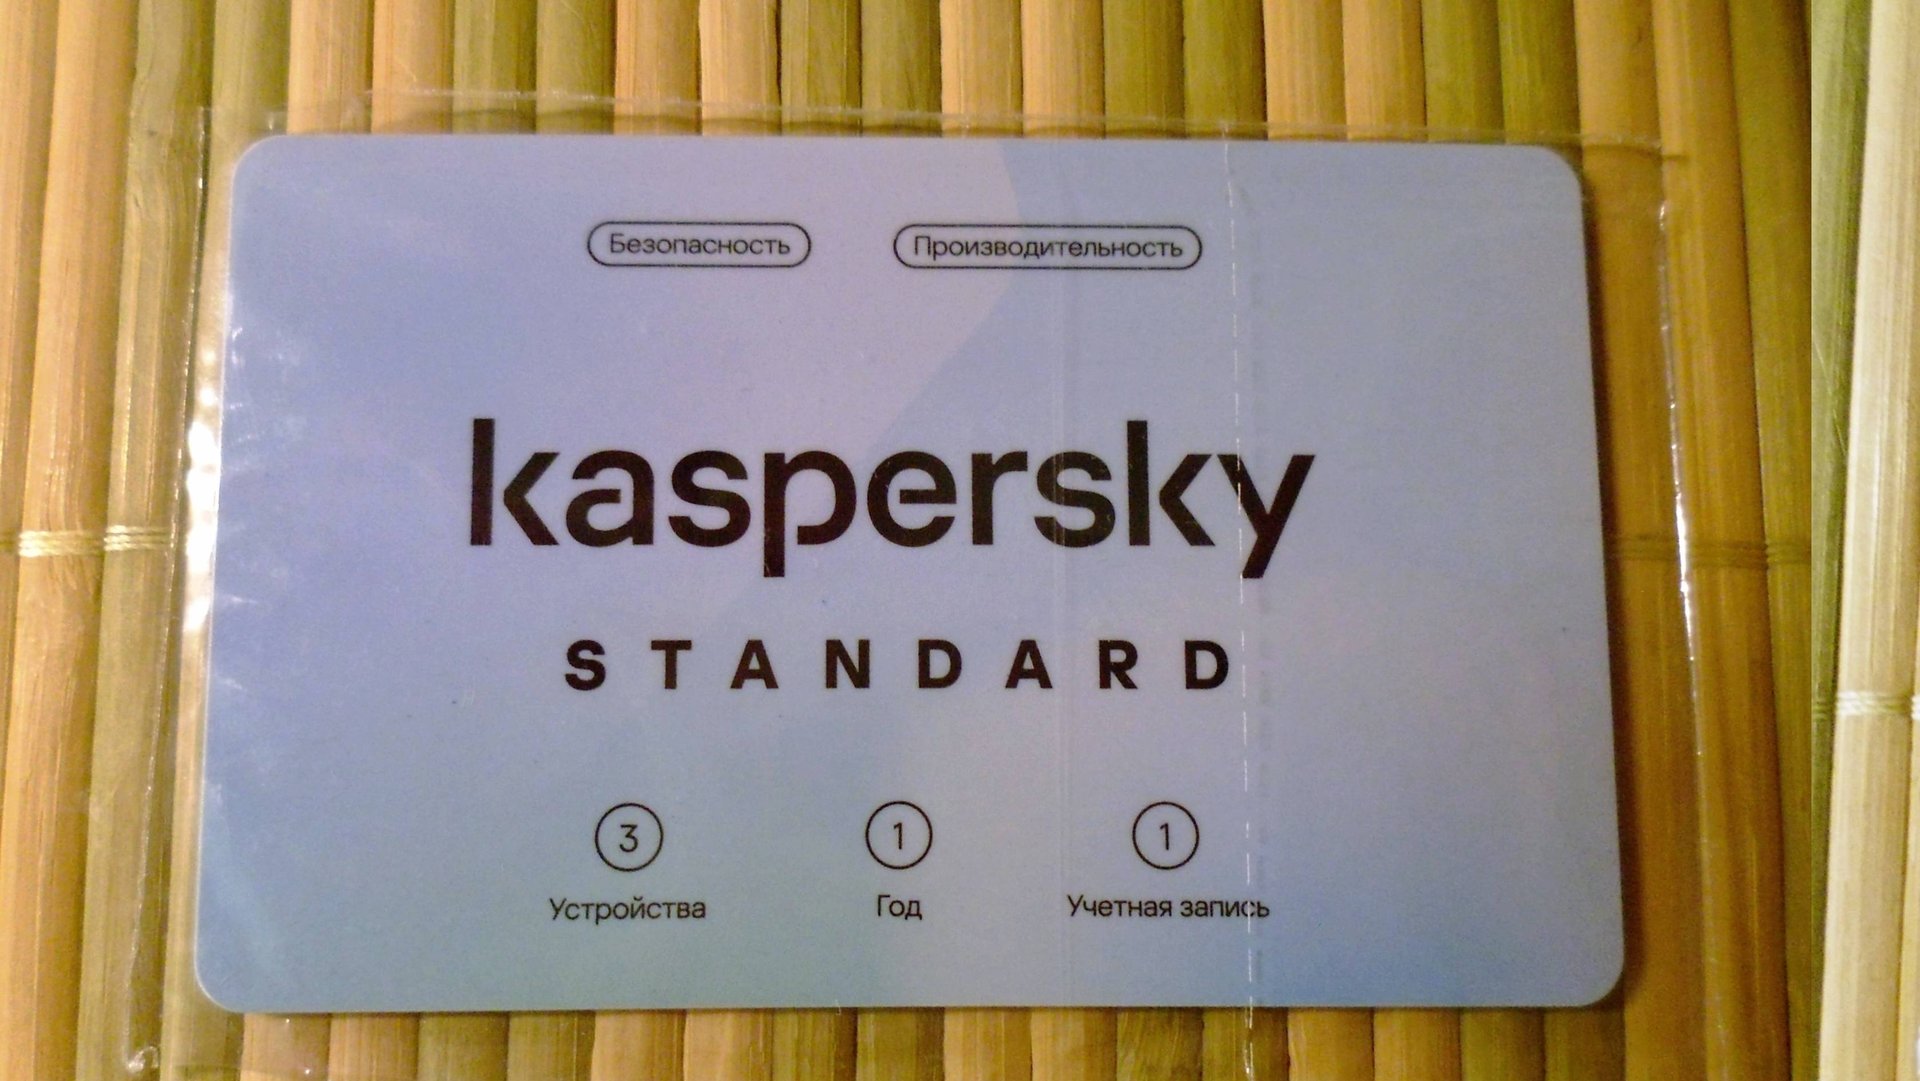 Безопасность Производительность
kaspersky
STANDARD
3 1 1
Устройства Год Учетная запись